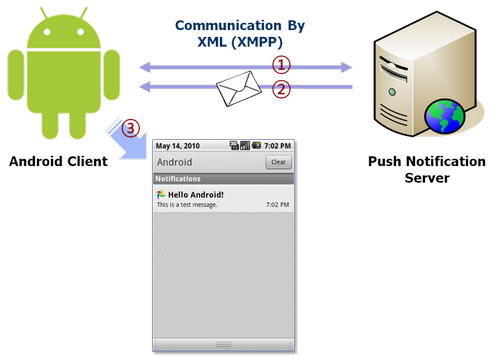 Communication By
XML (XMPP)
①
②
③
Android Client
Push Notification
Server
May 14, 2010 7:02 PM
Android Clear
Notifications
Hello Android!
This is a test message. 7:02 PM